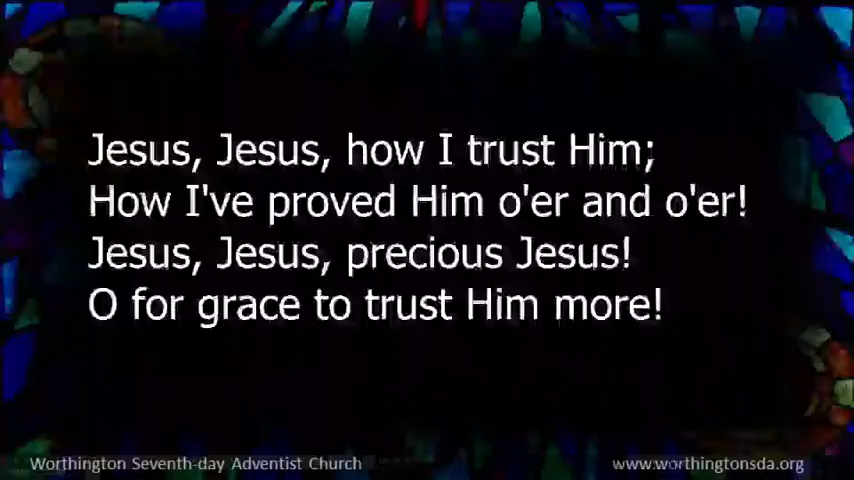 Jesus, Jesus, how I trust Him;
How I've proved Him o'er and o'er!
Jesus, Jesus, precious Jesus!
O for grace to trust Him more!
Worthington Seventh-day Adventist Church
www.worthingtonsda.org